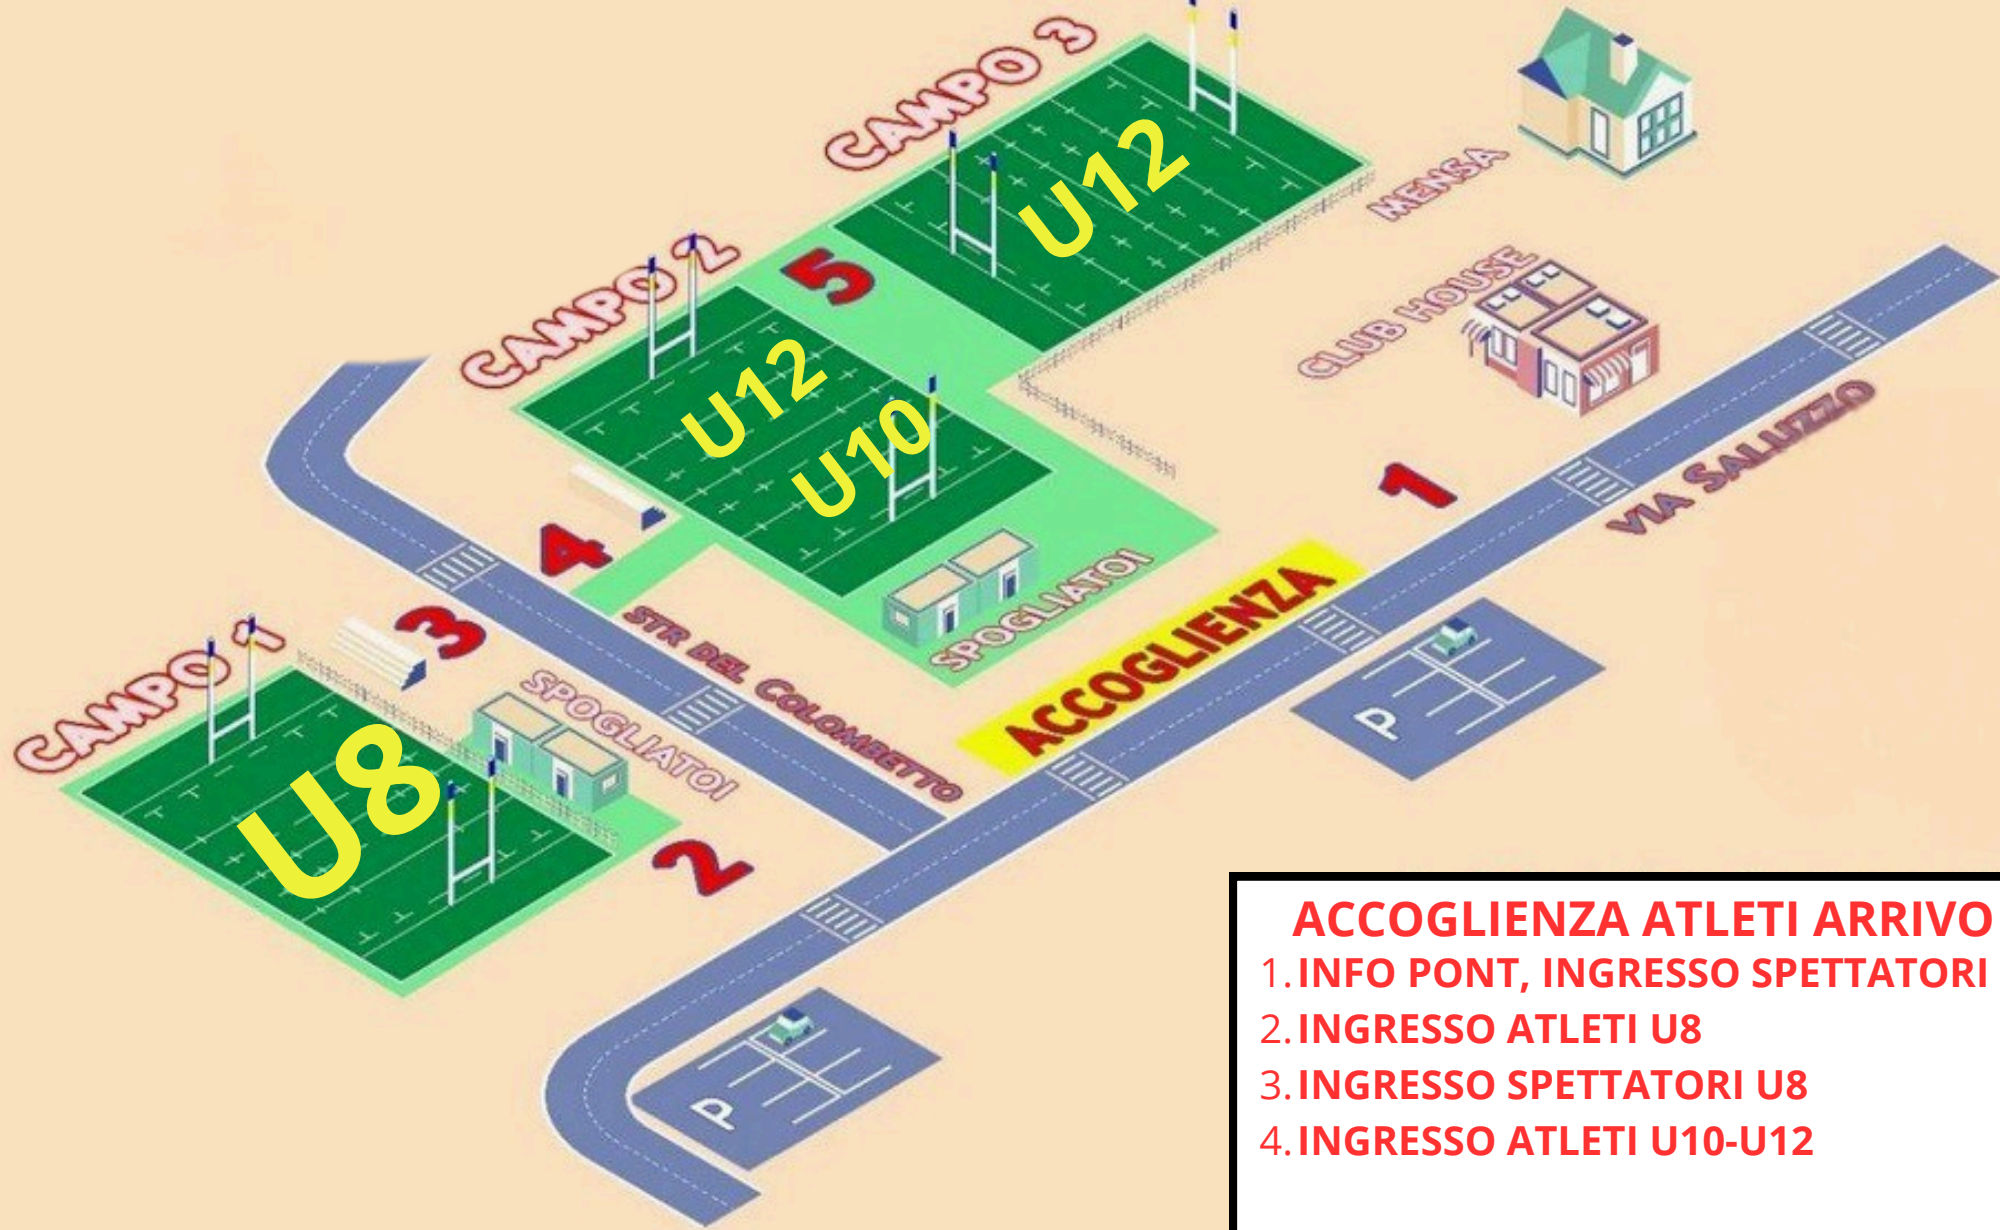 CAMPO 3
U12
MENSA
5
CAMPO 2
CLUB HOUSE
U12
U10
VIA SALUZZO
1
4
SPOGLIATOI
ACCOGLIENZA
3
STR DEL COLOMBETTO
CAMPO 1
SPOGLIATOI
U8
2
P
P
ACCOGLIENZA ATLETI ARRIVO
1. INFO PONT, INGRESSO SPETTATORI
2. INGRESSO ATLETI U8
3. INGRESSO SPETTATORI U8
4. INGRESSO ATLETI U10-U12